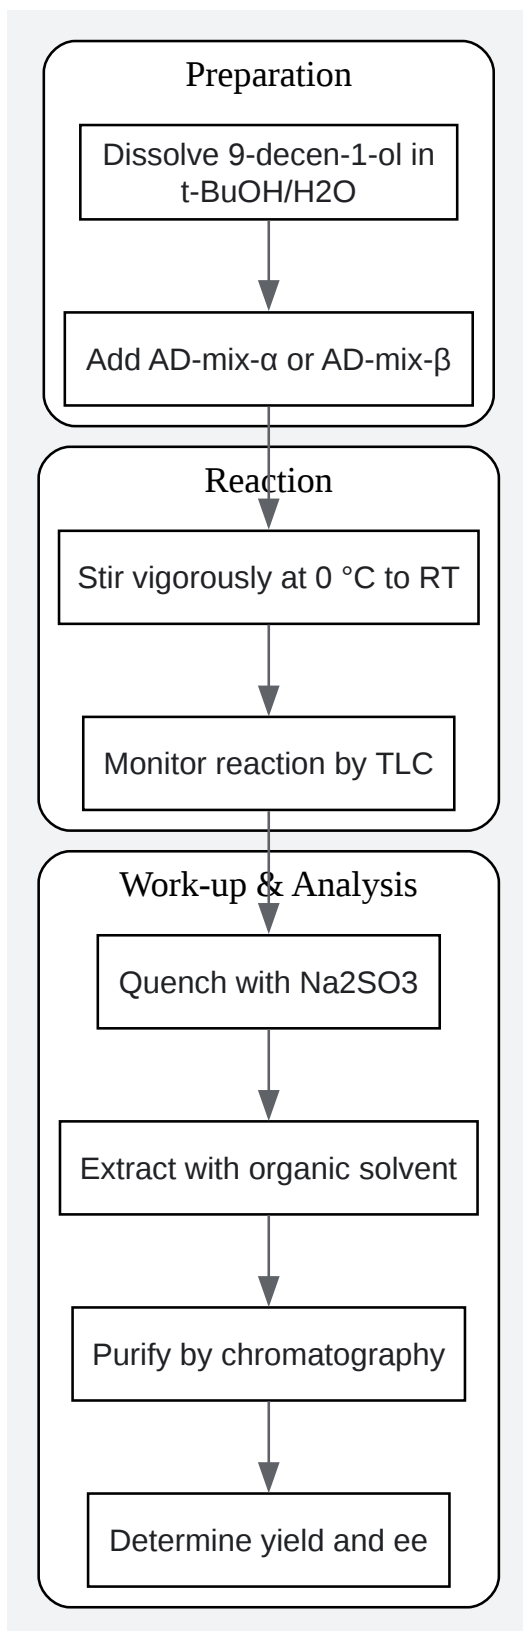 Preparation
Dissolve 9-decen-1-ol in
t-BuOH/H2O
Add AD-mix-α or AD-mix-β
Reaction
Stir vigorously at 0 °C to RT
Monitor reaction by TLC
Work-up & Analysis
Quench with Na2SO3
Extract with organic solvent
Purify by chromatography
Determine yield and ee